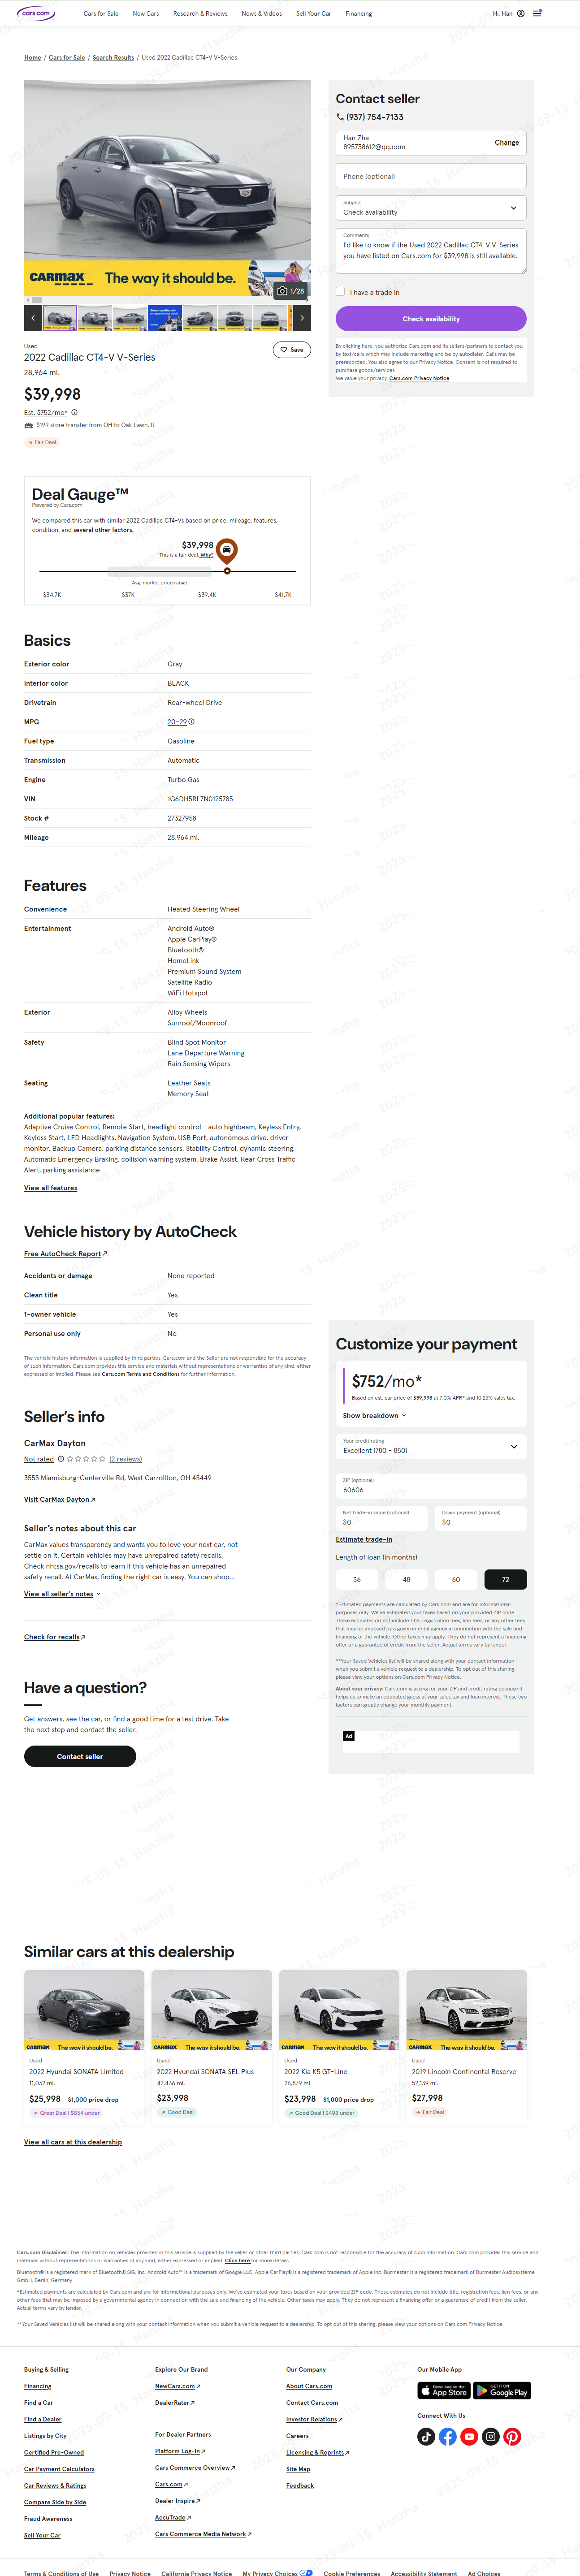 cars.com
Cars for Sale
New Cars
Research & Reviews
News & Videos
Sell Your Car
Financing
Hi, Han
Home / Cars for Sale / Search Results / Used 2022 Cadillac CT4-V V-Series
CARMAX The way it should be.
1/28
Used
2022 Cadillac CT4-V V-Series
Save
28,964 mi.
$39,998
Est. $752/mo*
$199 store transfer from OH to Oak Lawn, IL
Fair Deal
Contact seller
(937) 754-7133
Han Zha
895738612@qq.com
Change
Phone (optional)
Subject
Check availability
Comments
I'd like to know if the Used 2022 Cadillac CT4-V V-Series
you have listed on Cars.com for $39,998 is still available.
I have a trade in
Check availability
By clicking here, you authorize Cars.com and its sellers/partners to contact you
by text/calls which may include marketing and be by autodialer. Calls may be
prerecorded. You also agree to our Privacy Notice. Consent is not required to
purchase goods/services.
We value your privacy. Cars.com Privacy Notice
Deal Gauge™
Powered by Cars.com
We compared this car with similar 2022 Cadillac CT4-Vs based on price, mileage, features,
condition, and several other factors.
$39,998
This is a fair deal. Why?
Avg. market price range
$34.7K
$37K
$39.4K
$41.7K
Basics
Exterior color Gray
Interior color BLACK
Drivetrain Rear-wheel Drive
MPG 20–29
Fuel type Gasoline
Transmission Automatic
Engine Turbo Gas
VIN 1G6DH5RL7N0125785
Stock # 27327958
Mileage 28,964 mi.
Features
Convenience Heated Steering Wheel
Entertainment Android Auto®
Apple CarPlay®
Bluetooth®
HomeLink
Premium Sound System
Satellite Radio
WiFi Hotspot
Exterior Alloy Wheels
Sunroof/Moonroof
Safety Blind Spot Monitor
Lane Departure Warning
Rain Sensing Wipers
Seating Leather Seats
Memory Seat
Additional popular features:
Adaptive Cruise Control, Remote Start, headlight control - auto highbeam, Keyless Entry,
Keyless Start, LED Headlights, Navigation System, USB Port, autonomous drive, driver
monitor, Backup Camera, parking distance sensors, Stability Control, dynamic steering,
Automatic Emergency Braking, collision warning system, Brake Assist, Rear Cross Traffic
Alert, parking assistance
View all features
Vehicle history by AutoCheck
Free AutoCheck Report
Accidents or damage None reported
Clean title Yes
1-owner vehicle Yes
Personal use only No
The vehicle history information is supplied by third parties. Cars.com and the Seller are not responsible for the accuracy
of such information. Cars.com provides this service and materials without representations or warranties of any kind, either
expressed or implied. Please see Cars.com Terms and Conditions for further information.
Seller's info
CarMax Dayton
Not rated (2 reviews)
3555 Miamisburg-Centerville Rd, West Carrollton, OH 45449
Visit CarMax Dayton
Seller's notes about this car
CarMax values transparency and wants you to love your next car, not
settle on it. Certain vehicles may have unrepaired safety recalls.
Check nhtsa.gov/recalls to learn if this vehicle has an unrepaired
safety recall. At CarMax, finding the right car is easy. You can shop...
View all seller's notes
Check for recalls
Have a question?
Get answers, see the car, or find a good time for a test drive. Take
the next step and contact the seller.
Contact seller
Customize your payment
$752/mo*
Based on est. car price of $39,998 at 7.0% APR* and 10.25% sales tax.
Show breakdown
Your credit rating
Excellent (780 - 850)
ZIP (optional)
60606
Net trade-in value (optional)
$0
Down payment (optional)
$0
Estimate trade-in
Length of loan (in months)
36
48
60
72
*Estimated payments are calculated by Cars.com and are for informational
purposes only. We've estimated your taxes based on your provided ZIP code.
These estimates do not include title, registration fees, lien fees, or any other fees
that may be imposed by a governmental agency in connection with the sale and
financing of the vehicle. Other taxes may apply. They do not represent a financing
offer or a guarantee of credit from the seller. Actual terms may vary by lender.
**Your Saved Vehicles list will be shared along with your contact information
when you submit a vehicle request to a dealership. To opt out of this sharing,
please view your options on Cars.com Privacy Notice.
About your privacy: Cars.com is asking for your ZIP and credit rating because it
helps us to make an educated guess at your sales tax and loan interest. These two
factors can greatly change your monthly payment.
Ad
Similar cars at this dealership
CARMAX The way it should be.
CARMAX The way it should be.
CARMAX The way it should be.
CARMAX The way it should be.
Used
2022 Hyundai SONATA Limited
11,032 mi.
$25,998 $1,000 price drop
Great Deal | $654 under
Used
2022 Hyundai SONATA SEL Plus
42,436 mi.
$23,998
Good Deal
Used
2022 Kia K5 GT-Line
26,879 mi.
$23,998 $1,000 price drop
Good Deal | $498 under
Used
2019 Lincoln Continental Reserve
52,139 mi.
$27,998
Fair Deal
View all cars at this dealership
Cars.com Disclaimer: The information on vehicles provided in this service is supplied by the seller or other third parties; Cars.com is not responsible for the accuracy of such information. Cars.com provides this service and
materials without representations or warranties of any kind, either expressed or implied. Click here for more details.
Bluetooth® is a registered mark of Bluetooth® SIG, Inc. Android Auto™ is a trademark of Google LLC. Apple CarPlay® is a registered trademark of Apple Inc. Burmester is a registered trademark of Burmester Audiosysteme
GmbH, Berlin, Germany.
*Estimated payments are calculated by Cars.com and are for informational purposes only. We've estimated your taxes based on your provided ZIP code. These estimates do not include title, registration fees, lien fees, or any
other fees that may be imposed by a governmental agency in connection with the sale and financing of the vehicle. Other taxes may apply. They do not represent a financing offer or a guarantee of credit from the seller.
Actual terms may vary by lender.
**Your Saved Vehicles list will be shared along with your contact information when you submit a vehicle request to a dealership. To opt out of this sharing, please view your options on Cars.com Privacy Notice.
Buying & Selling
Financing
Find a Car
Find a Dealer
Listings by City
Certified Pre-Owned
Car Payment Calculators
Car Reviews & Ratings
Compare Side by Side
Fraud Awareness
Sell Your Car
Explore Our Brand
NewCars.com
DealerRater
For Dealer Partners
Platform Log-In
Cars Commerce Overview
Cars.com
Dealer Inspire
AccuTrade
Cars Commerce Media Network
Our Company
About Cars.com
Contact Cars.com
Investor Relations
Careers
Licensing & Reprints
Site Map
Feedback
Our Mobile App
Download on the App Store
GET IT ON Google Play
Connect With Us
Terms & Conditions of Use
Privacy Notice
California Privacy Notice
My Privacy Choices
Cookie Preferences
Accessibility Statement
Ad Choices
2025-09-15 Hanzha